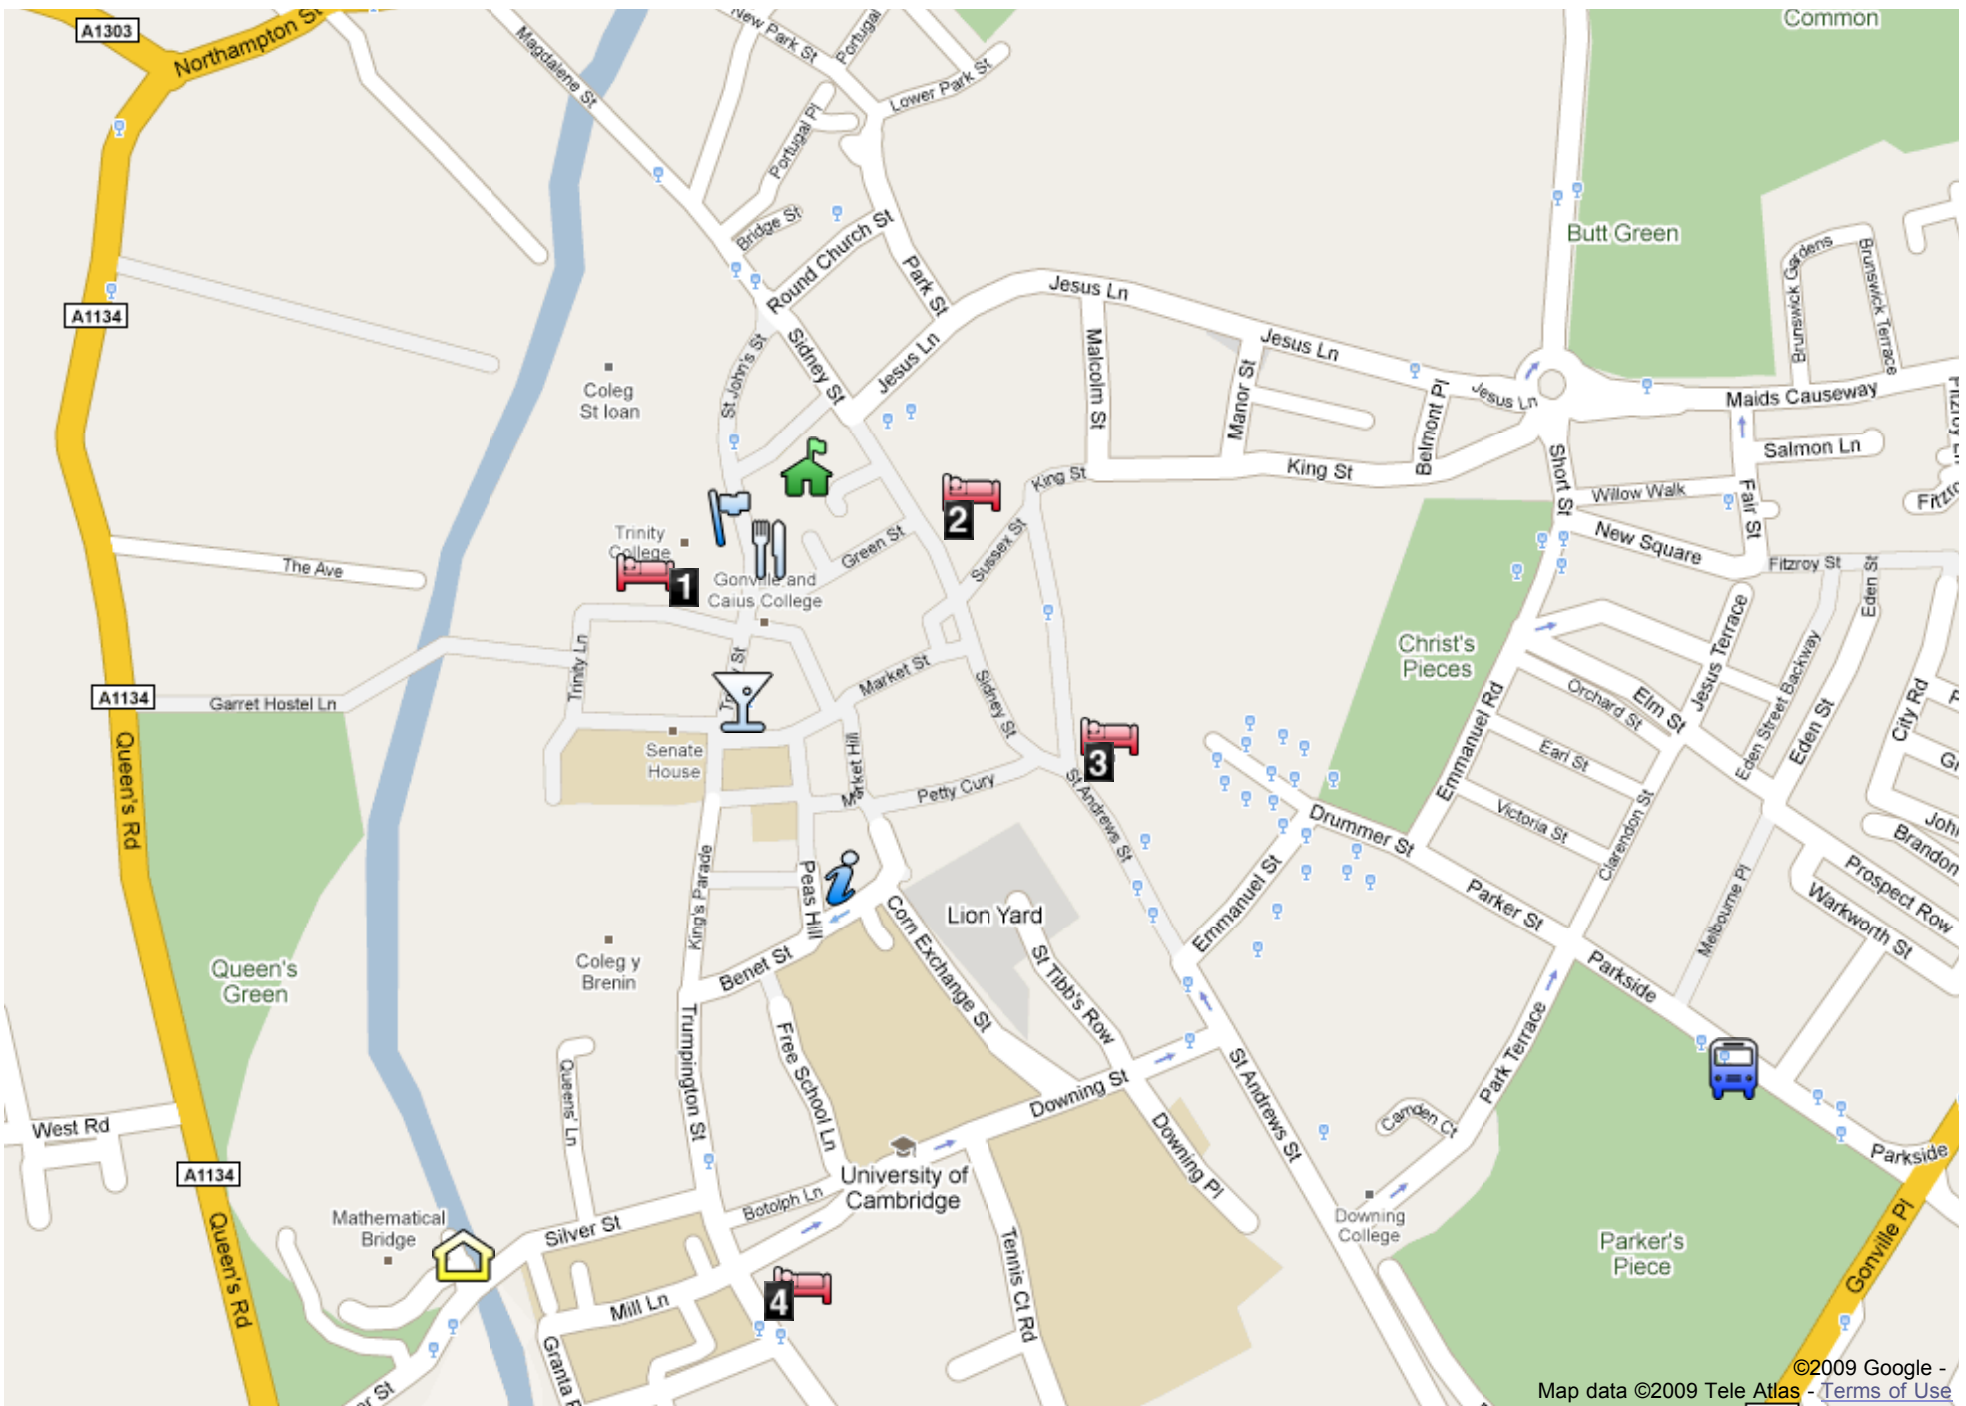 A1303
Northampton St
Magdalene St
New Park St
Portugal
Common
Lower Park St
Portugal Pl
Bridge St
Round Church St
Park St
Butt Green
Brunswick Gardens
Brunswick Terrace
A1134
Jesus Ln
Jesus Ln
Jesus Ln
Jesus Ln
Sidney St
St John's St
Malcolm St
Manor St
Belmont Pl
Maids Causeway
Coleg
St Ioan
King St
King St
Short St
Salmon Ln
Willow Walk
Fair St
New Square
Fitzroy St
Eden St
2
Sussex St
Green St
Trinity
College
1
Gonville and
Caius College
The Ave
Christ's
Pieces
Jesus Terrace
Eden Street Backway
Trinity Ln
Market St
Sidney St
A1134
Garret Hostel Ln
Orchard St
Elm St
Eden St
City Rd
Emmanuel Rd
Earl St
Senate
House
Market Hill
3
Queen's Rd
Petty Cury
St Andrews St
Drummer St
Victoria St
Clarendon St
Brandon
Prospect Row
King's Parade
Peas Hill
Emmanuel St
Parker St
Melbourne Pl
Warkworth St
Lion Yard
Corn Exchange St
Queen's
Green
Coleg y
Brenin
Benet St
St Tibb's Row
Parkside
Trumpington St
Free School Ln
Park Terrace
Queens' Ln
Downing St
St Andrews St
Camden Ct
Downing Pl
West Rd
A1134
University of
Cambridge
Parkside
Botolph Ln
Mathematical
Bridge
Silver St
Downing
College
Parker's
Piece
Gonville Pl
Queen's Rd
Tennis Ct Rd
Mill Ln
4
Granta
©2009 Google -
Map data ©2009 Tele Atlas - Terms of Use